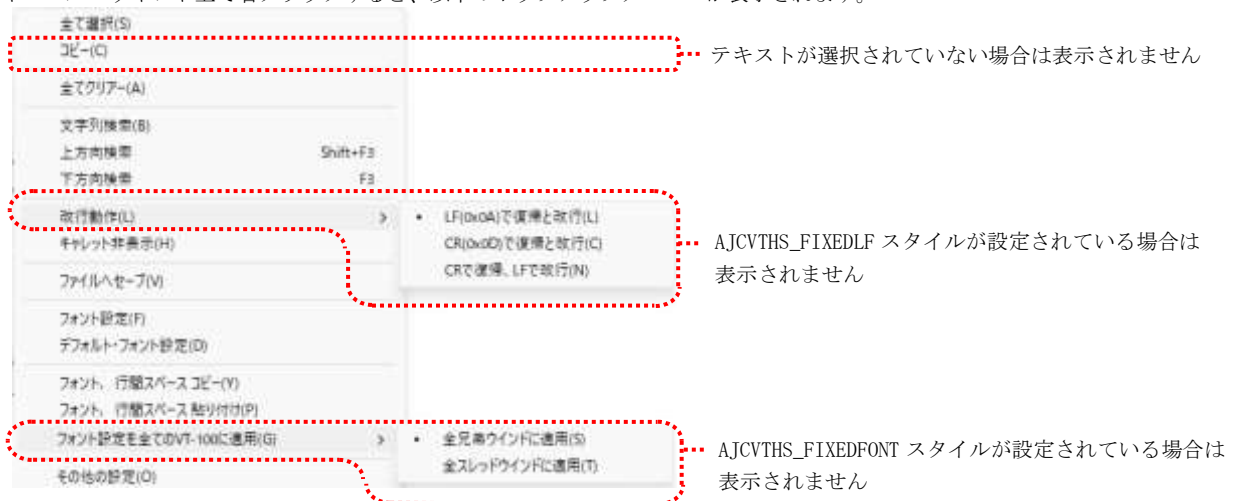 全て選択(S)
コピー(C)
テキストが選択されていない場合は表示されません
全てクリアー(A)
文字列検索(B)
上方向検索 Shift+F3
下方向検索 F3
改行動作(L) >
• LF(0x0A)で復帰と改行(L)
CR(0x0D)で復帰と改行(C)
CRで復帰、LFで改行(N)
AJCVTHS_FIXEDLF スタイルが設定されている場合は
表示されません
キャレット非表示(H)
ファイルへセーブ(V)
フォント設定(F)
デフォルト・フォント設定(D)
フォント、 行間スペース コピー(Y)
フォント、 行間スペース 貼り付け(P)
フォント設定を全てのVT-100に適用(G) >
• 全兄弟ウインドに適用(S)
全スレッドウインドに適用(T)
AJCVTHS_FIXEDFONT スタイルが設定されている場合は
表示されません
その他の設定(O)